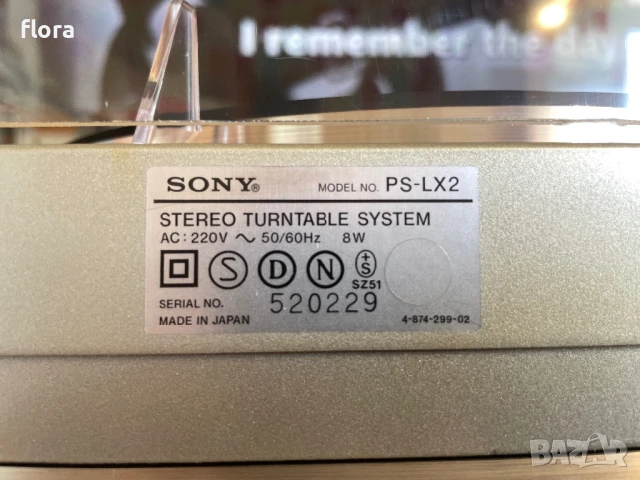 flora
I remember the day
SONY®
MODEL NO. PS-LX2
STEREO TURNTABLE SYSTEM
AC: 220V ~ 50/60Hz 8W
S D N +S
SZ51
SERIAL NO. 520229
MADE IN JAPAN 4-874-299-02
BAZAR